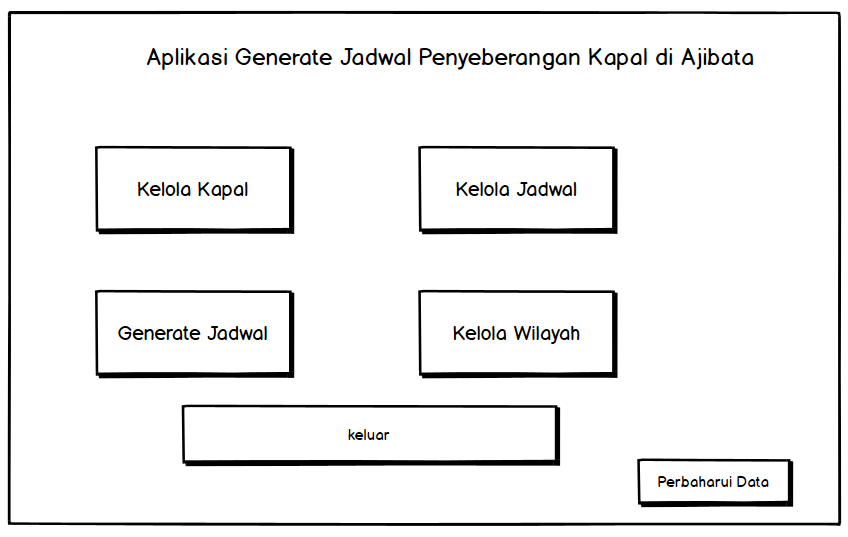 Aplikasi Generate Jadwal Penyeberangan Kapal di Ajibata
Kelola Kapal
Kelola Jadwal
Generate Jadwal
Kelola Wilayah
keluar
Perbaharui Data